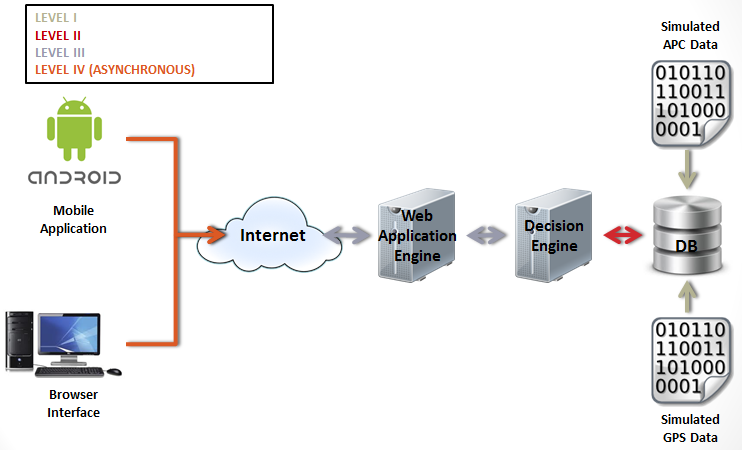 LEVEL I
LEVEL II
LEVEL III
LEVEL IV (ASYNCHRONOUS)
Simulated
APC Data
010110
110011
101000
0001
ANDROID
Mobile
Application
Internet
Web
Application
Engine
Decision
Engine
DB
Browser
Interface
010110
110011
101000
0001
Simulated
GPS Data